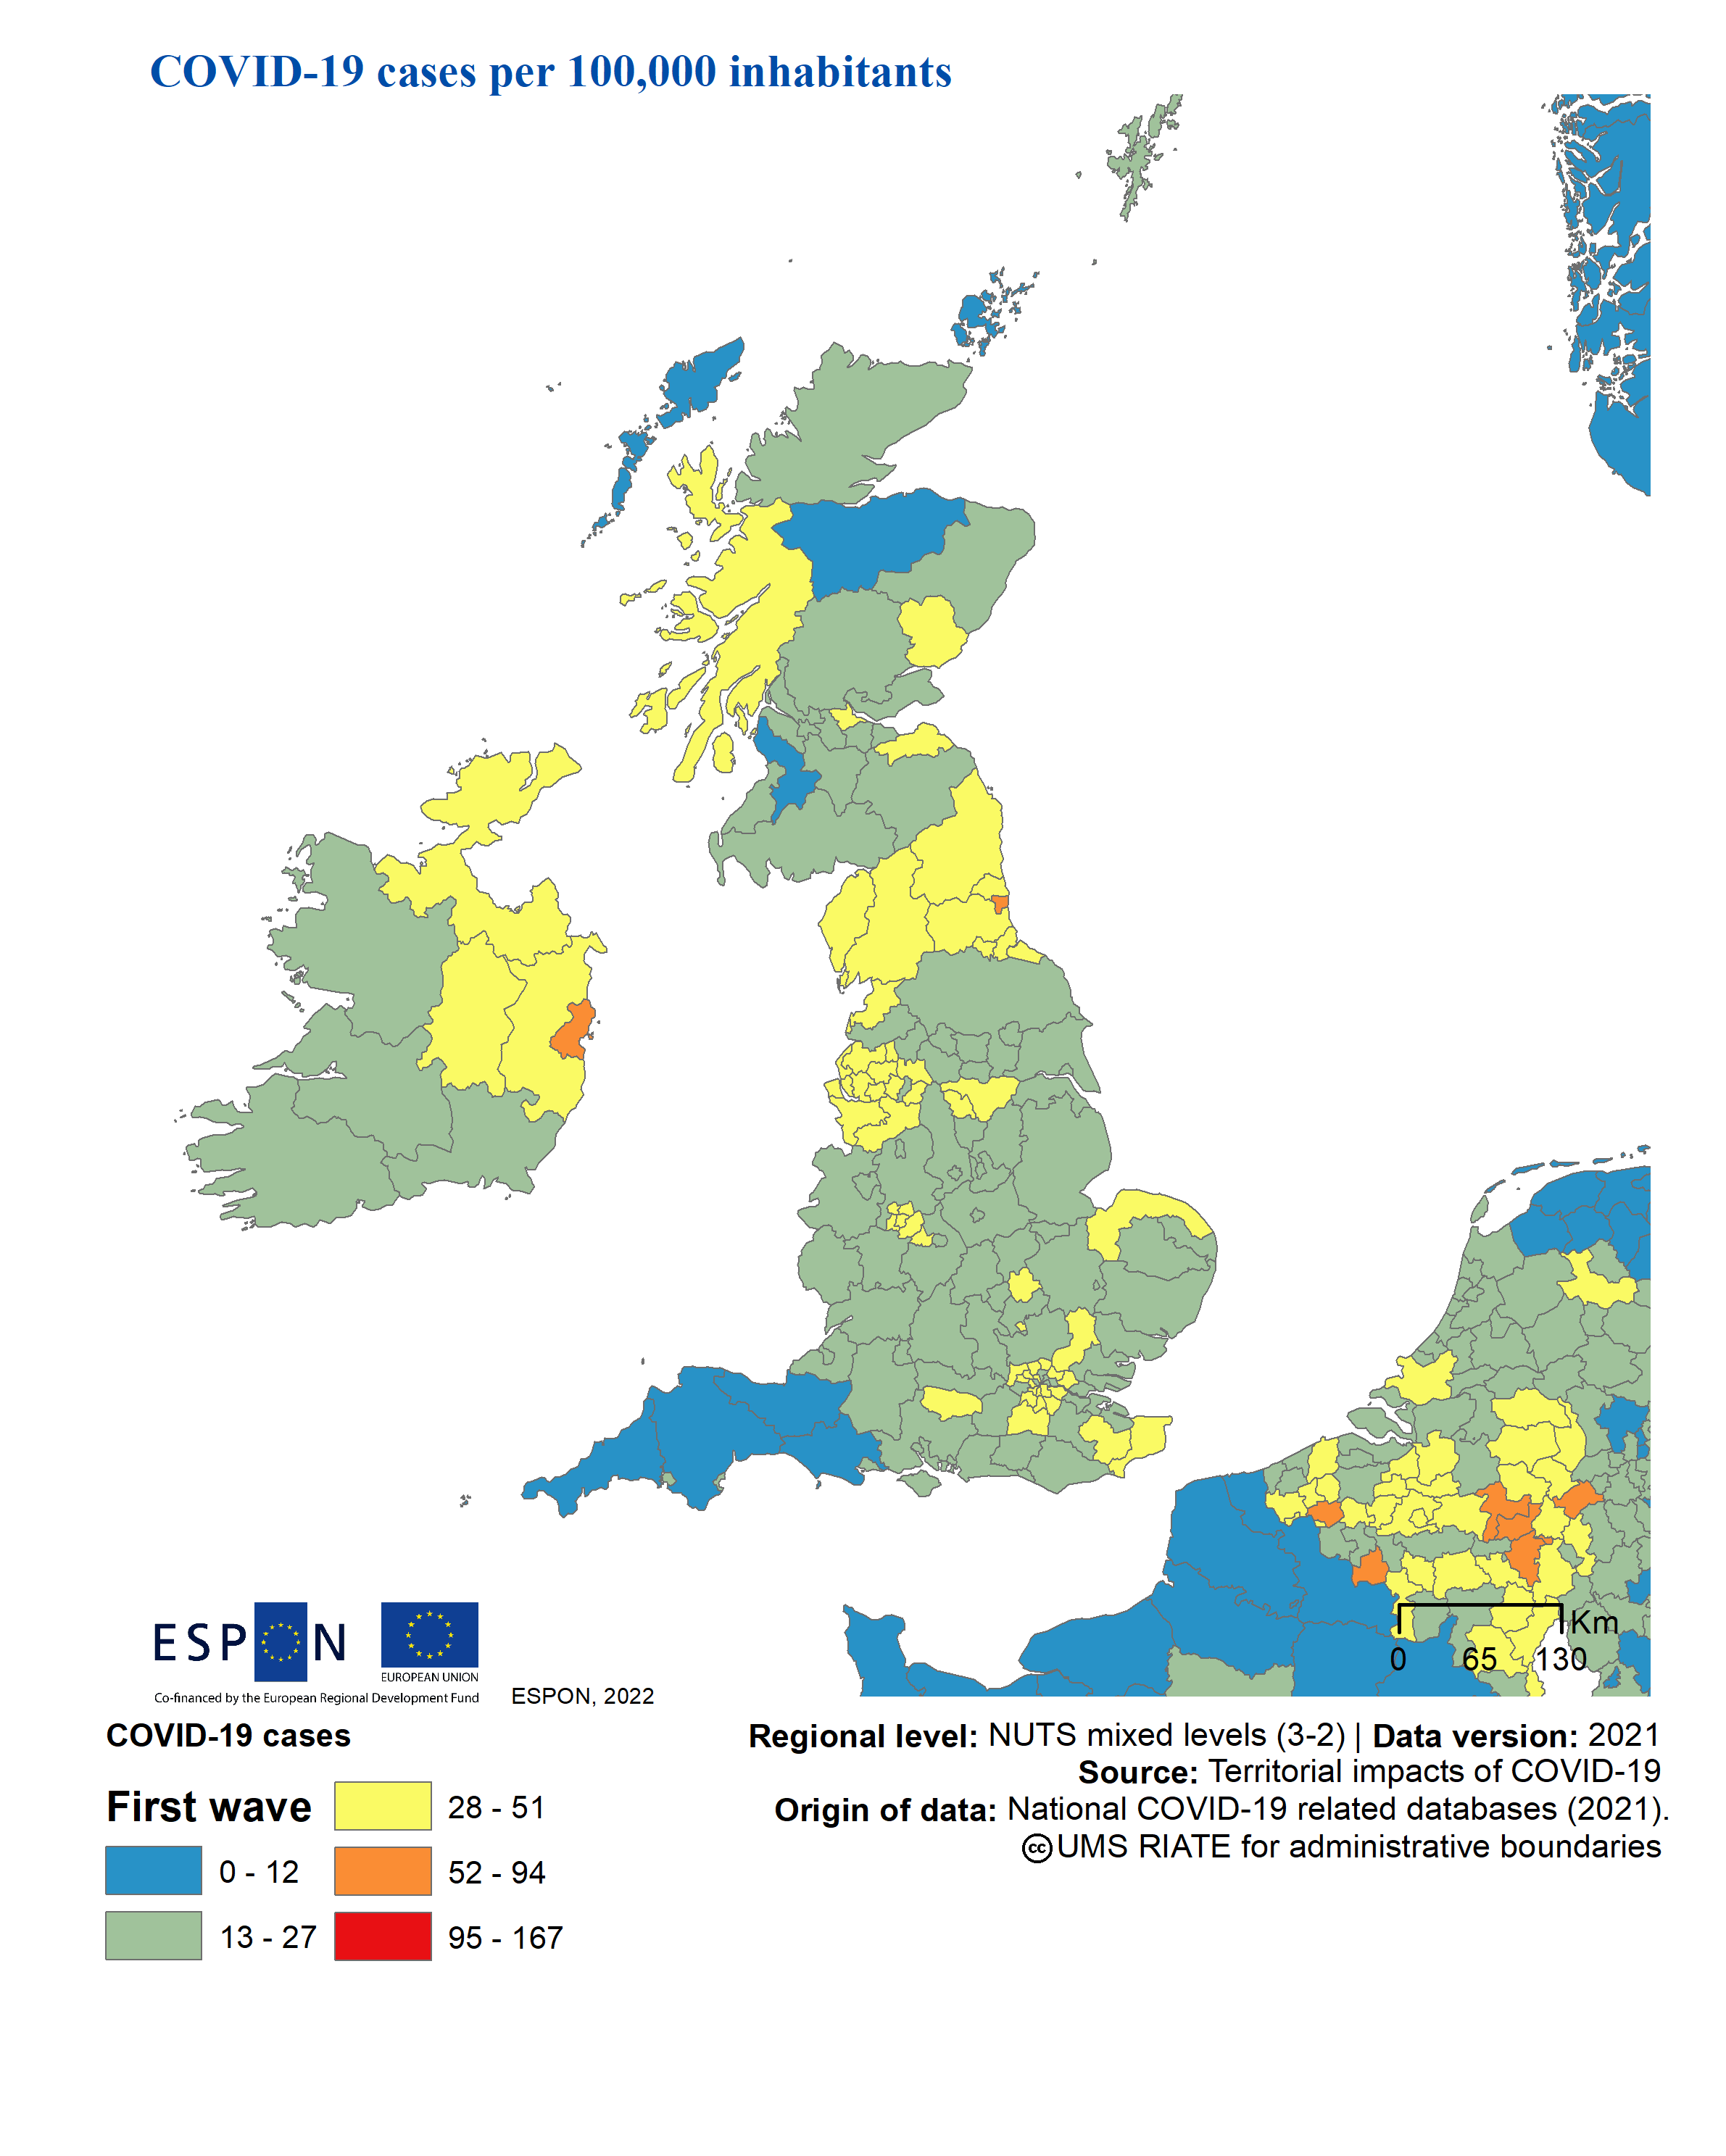 COVID-19 cases per 100,000 inhabitants
Km
0 65 130
ESPON
EUROPEAN UNION
Co-financed by the European Regional Development Fund
ESPON, 2022
COVID-19 cases
First wave
0 - 12
13 - 27
28 - 51
52 - 94
95 - 167
Regional level: NUTS mixed levels (3-2) | Data version: 2021
Source: Territorial impacts of COVID-19
Origin of data: National COVID-19 related databases (2021).
cc UMS RIATE for administrative boundaries